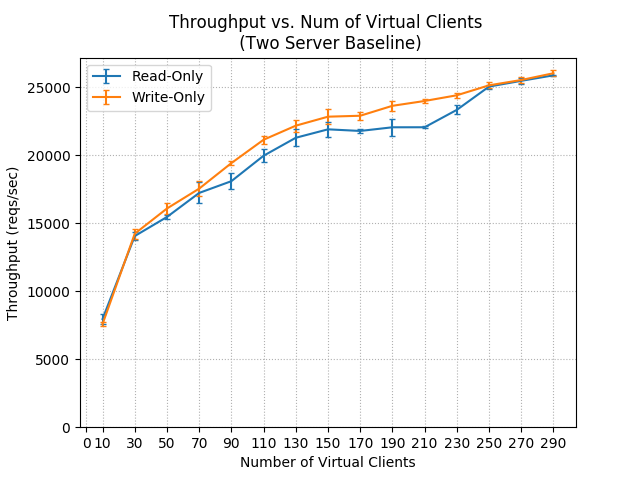 Throughput vs. Num of Virtual Clients
(Two Server Baseline)
Read-Only
Write-Only
Throughput (reqs/sec)
25000
20000
15000
10000
5000
0
0 10 30 50 70 90 110 130 150 170 190 210 230 250 270 290
Number of Virtual Clients